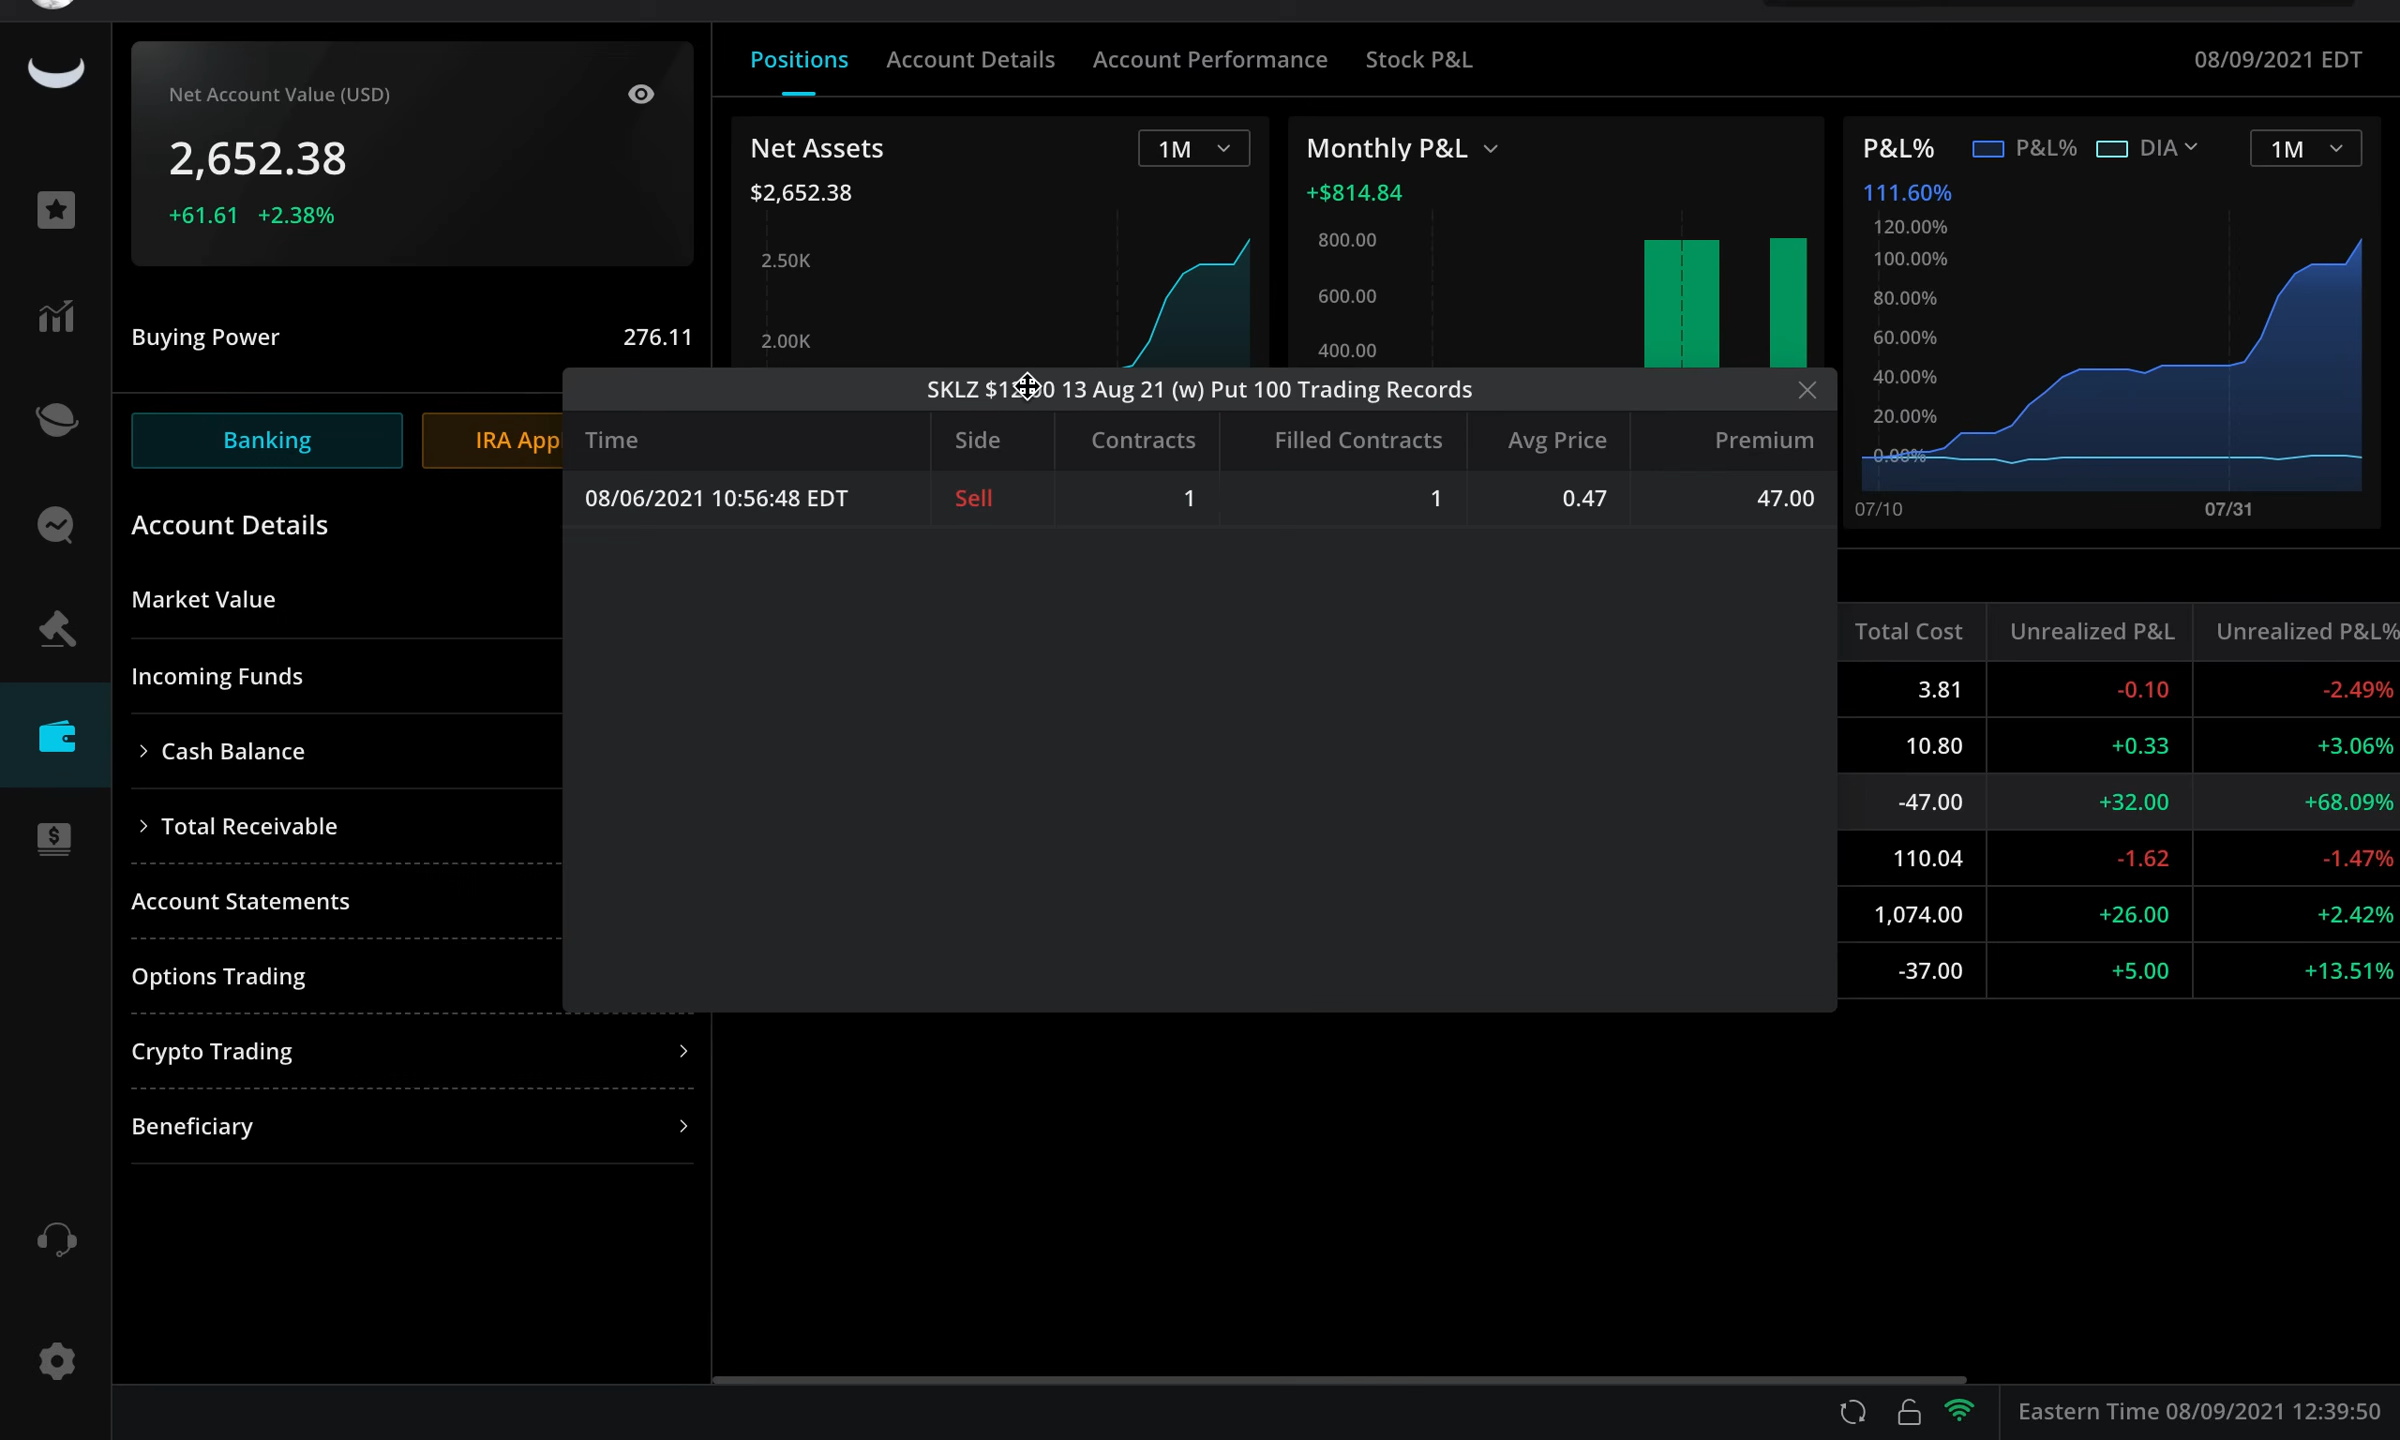 Positions Account Details Account Performance Stock P&L 08/09/2021 EDT
Net Account Value (USD)
2,652.38
+61.61 +2.38%
Buying Power 276.11
Banking IRA App
Account Details
Market Value
Incoming Funds
Cash Balance
Total Receivable
Account Statements
Options Trading
Crypto Trading
Beneficiary
Net Assets 1M
$2,652.38
2.50K
2.00K
Monthly P&L
+$814.84
800.00
600.00
400.00
P&L% P&L% DIA 1M
111.60%
120.00%
100.00%
80.00%
60.00%
40.00%
20.00%
0.00%
07/10 07/31
SKLZ 13 Aug 21 (w) Put 100 Trading Records
Time Side Contracts Filled Contracts Avg Price Premium
08/06/2021 10:56:48 EDT Sell 1 1 0.47 47.00
Total Cost Unrealized P&L Unrealized P&L%
3.81 -0.10 -2.49%
10.80 +0.33 +3.06%
-47.00 +32.00 +68.09%
110.04 -1.62 -1.47%
1,074.00 +26.00 +2.42%
-37.00 +5.00 +13.51%
Eastern Time 08/09/2021 12:39:50